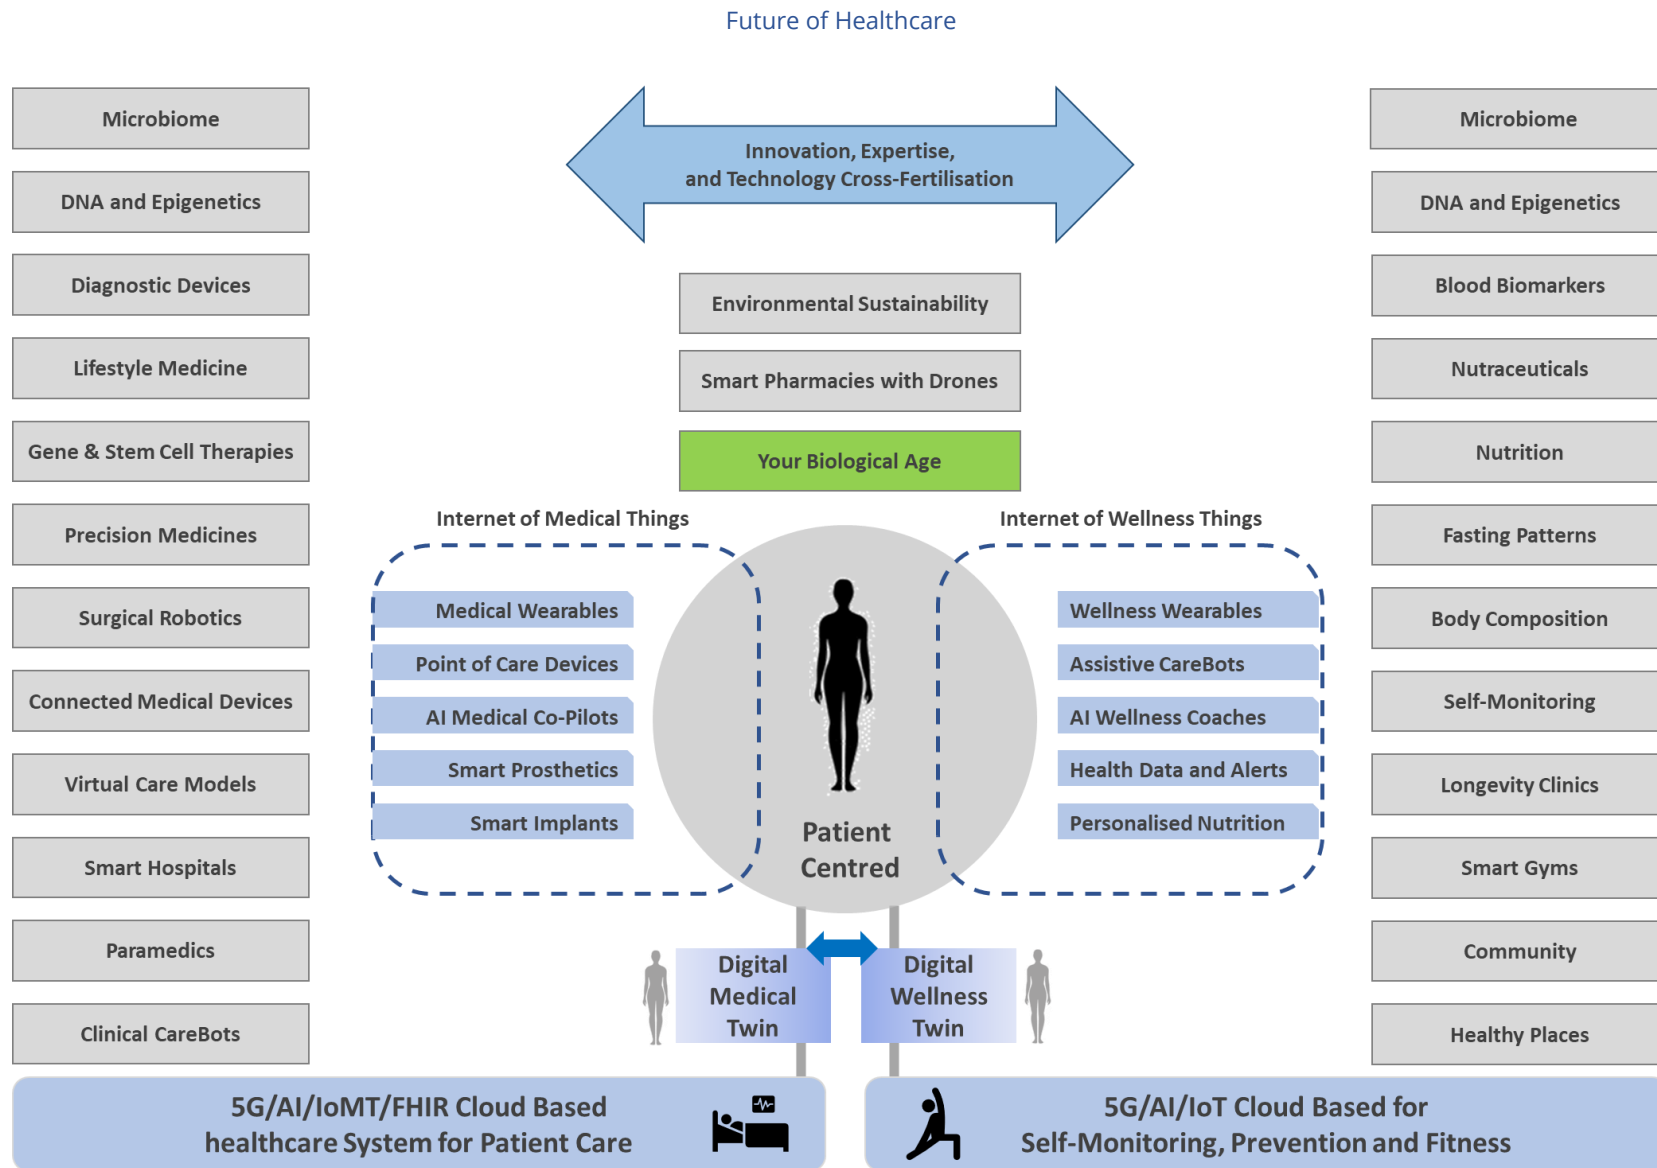 Future of Healthcare
Innovation, Expertise,
and Technology Cross-Fertilisation
Microbiome
DNA and Epigenetics
Diagnostic Devices
Lifestyle Medicine
Gene & Stem Cell Therapies
Precision Medicines
Surgical Robotics
Connected Medical Devices
Virtual Care Models
Smart Hospitals
Paramedics
Clinical CareBots
Environmental Sustainability
Smart Pharmacies with Drones
Your Biological Age
Internet of Medical Things
Medical Wearables
Point of Care Devices
AI Medical Co-Pilots
Smart Prosthetics
Smart Implants
Patient
Centred
Internet of Wellness Things
Wellness Wearables
Assistive CareBots
AI Wellness Coaches
Health Data and Alerts
Personalised Nutrition
Digital
Medical
Twin
Digital
Wellness
Twin
Microbiome
DNA and Epigenetics
Blood Biomarkers
Nutraceuticals
Nutrition
Fasting Patterns
Body Composition
Self-Monitoring
Longevity Clinics
Smart Gyms
Community
Healthy Places
5G/AI/IoMT/FHIR Cloud Based
healthcare System for Patient Care
5G/AI/IoT Cloud Based for
Self-Monitoring, Prevention and Fitness